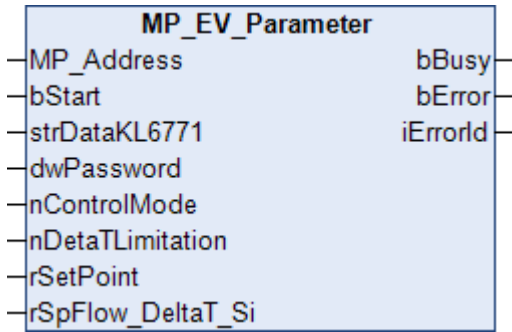 MP_EV_Parameter
MP_Address bBusy
bStart bError
strDataKL6771 iErrorId
dwPassword
nControlMode
nDetaTLimitation
rSetPoint
rSpFlow_DeltaT_Si